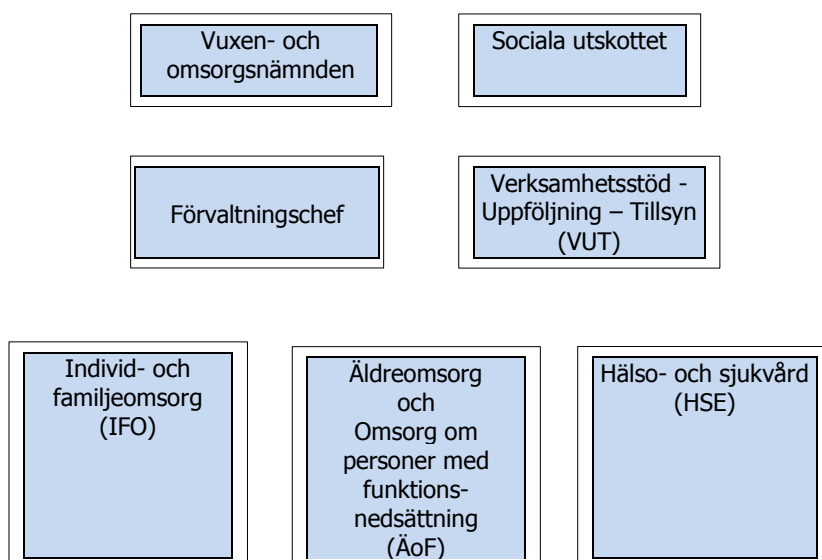 Vuxen- och
omsorgsnämnden
Sociala utskottet
Förvaltningschef
Verksamhetsstöd -
Uppföljning – Tillsyn
(VUT)
Individ- och
familjeomsorg
(IFO)
Äldreomsorg
och
Omsorg om
personer med
funktions-
nedsättning
(ÄoF)
Hälso- och sjukvård
(HSE)